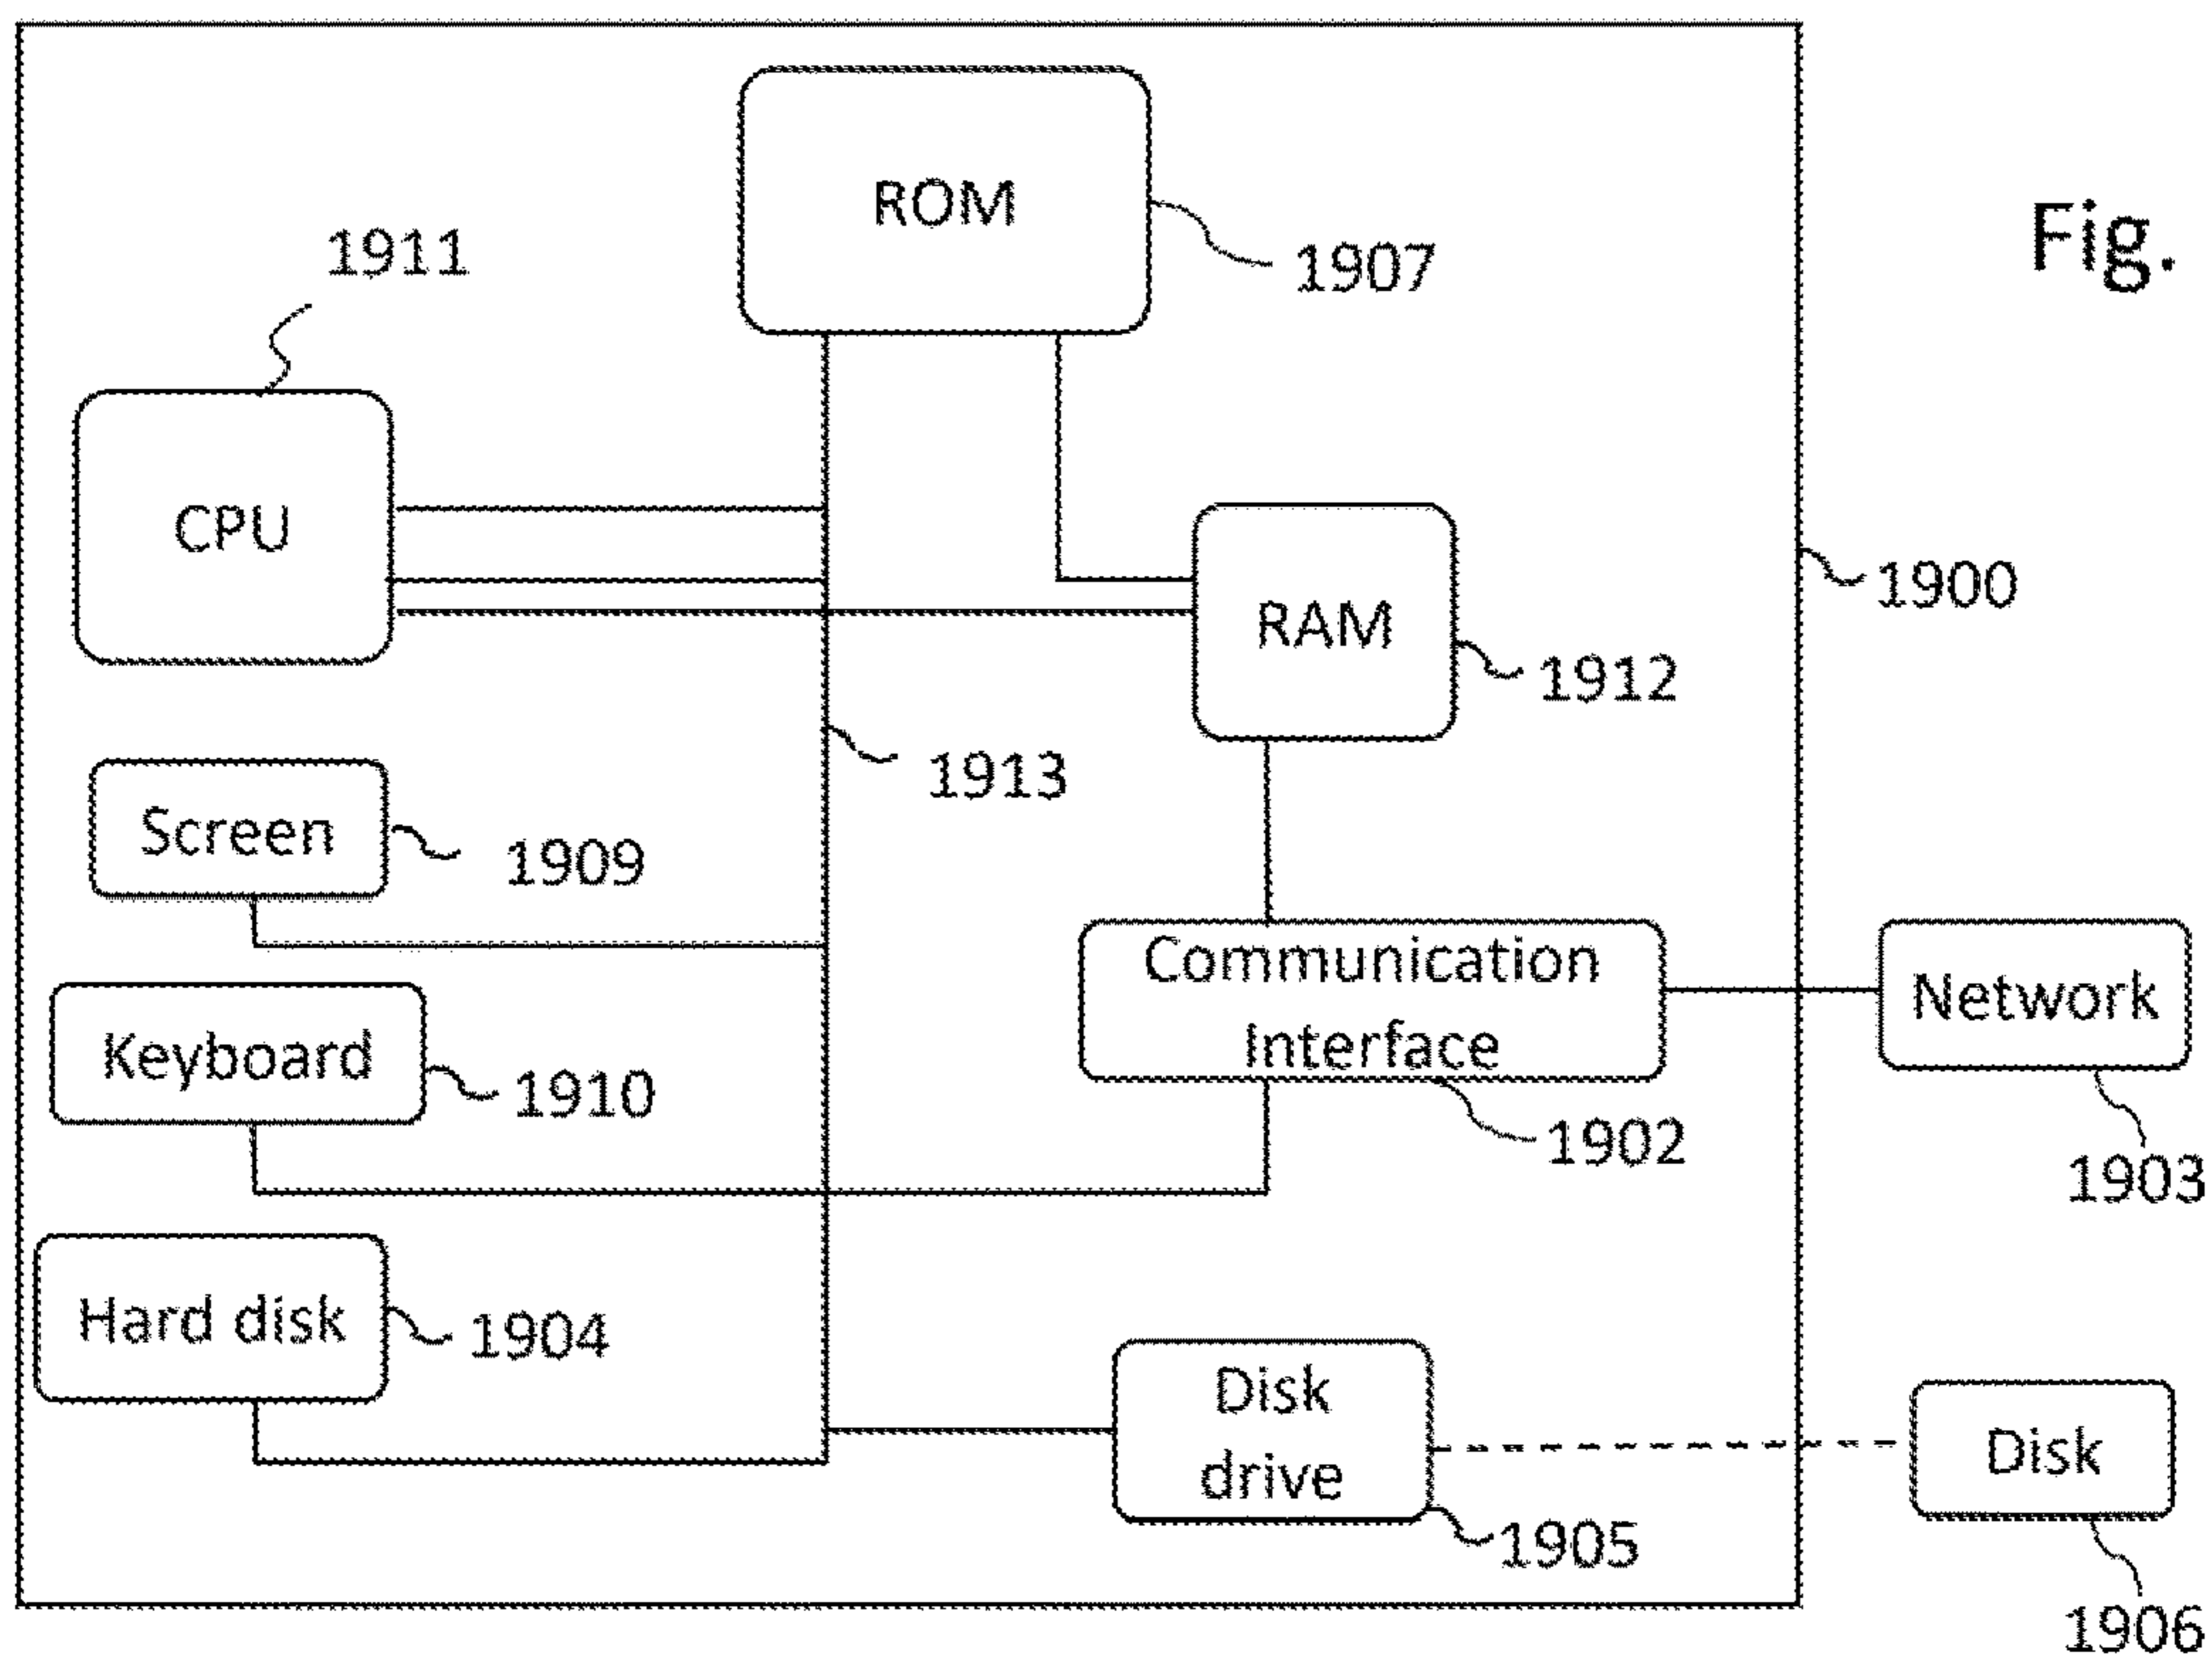 ROM
1907
Fig.
1911
CPU
RAM
1900
1912
1913
Screen
1909
Communication
Interface
Network
Keyboard
1910
1902
1903
Hard disk
1904
Disk
drive
Disk
1905
1906